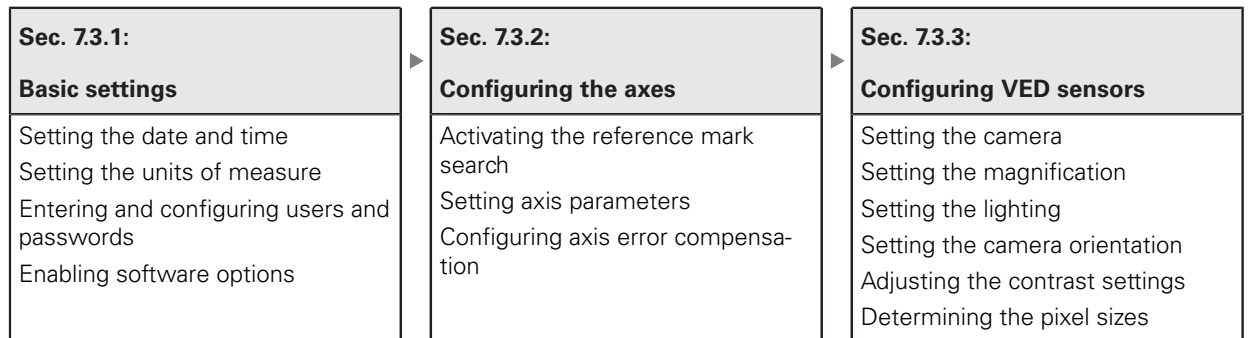 Sec. 7.3.1:
Basic settings
Setting the date and time
Setting the units of measure
Entering and configuring users and
passwords
Enabling software options
Sec. 7.3.2:
Configuring the axes
Activating the reference mark
search
Setting axis parameters
Configuring axis error compensa-
tion
Sec. 7.3.3:
Configuring VED sensors
Setting the camera
Setting the magnification
Setting the lighting
Setting the camera orientation
Adjusting the contrast settings
Determining the pixel sizes